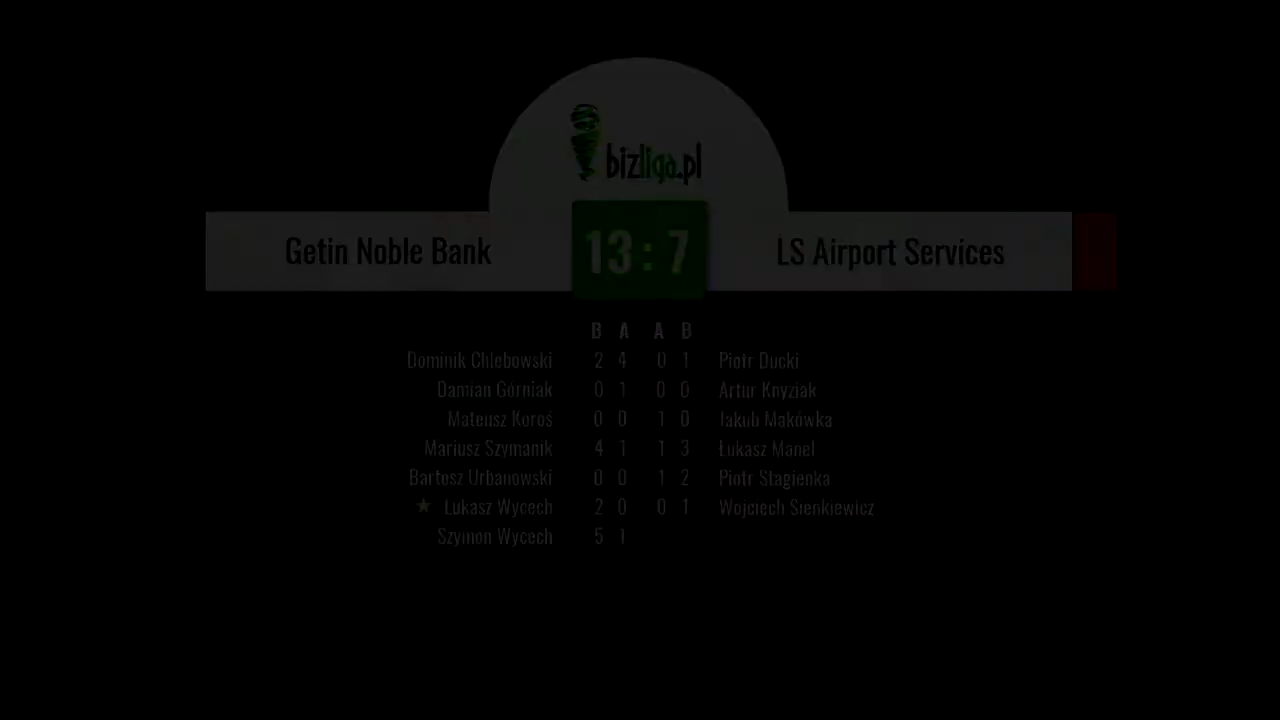 bizliga.pl
Getin Noble Bank 13 : 7 LS Airport Services
B A A B
Dominik Chlebowski 2 4 0 1 Piotr Ducki
Damian Górniak 0 1 0 0 Artur Knyziak
Mateusz Koroś 0 0 1 0 Jakub Makówka
Mariusz Szymanik 4 1 1 3 Łukasz Manel
Bartosz Urbanowski 0 0 1 2 Piotr Stagienka
★ Łukasz Wycech 2 0 0 1 Wojciech Sienkiewicz
Szymon Wycech 5 1